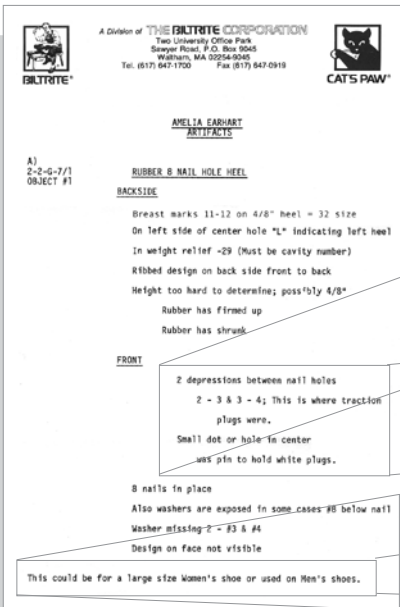 A Division of THE BILTRITE CORPORATION
Two University Office Park
Sawyer Road, P.O. Box 9045
Waltham, MA 02254-9045
Tel. (617) 647-1700 Fax (617) 647-0919
BILTRITE®
CAT'S PAW®
AMELIA EARHART
ARTIFACTS
A)
2-2-G-7/1
OBJECT #1
RUBBER 8 NAIL HOLE HEEL
BACKSIDE
Breast marks 11-12 on 4/8" heel = 32 size
On left side of center hole "L" indicating left heel
In weight relief -29 (Must be cavity number)
Ribbed design on back side front to back
Height too hard to determine; possibly 4/8"
Rubber has firmed up
Rubber has shrunk
FRONT
2 depressions between nail holes
2 - 3 & 3 - 4; This is where traction
plugs were.
Small dot or hole in center
was pin to hold white plugs.
8 nails in place
Also washers are exposed in some cases #8 below nail
Washer missing 2 - #3 & #4
Design on face not visible
This could be for a large size Women's shoe or used on Men's shoes.